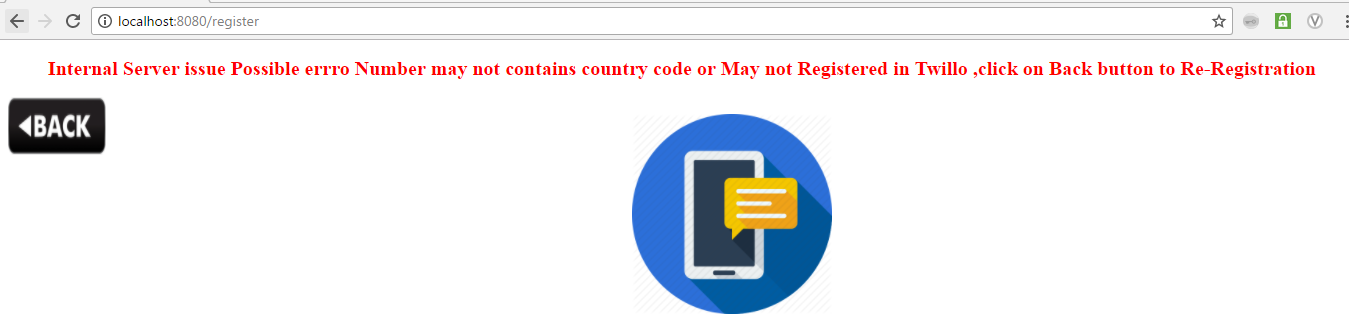 localhost:8080/register
Internal Server issue Possible errro Number may not contains country code or May not Registered in Twillo ,click on Back button to Re-Registration
BACK